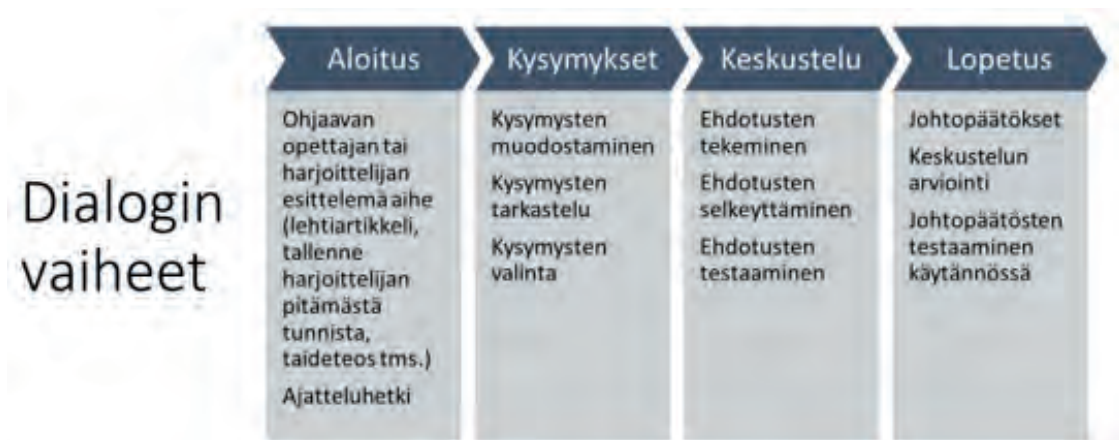 Dialogin
vaiheet
Aloitus
Ohjaavan
opettajan tai
harjoittelijan
esittelemä aihe
(lehtiartikkeli,
tallenne
harjoittelijan
pitämästä
tunnista,
taideteos tms.)
Ajatteluhetki
Kysymykset
Kysymysten
muodostaminen
Kysymysten
tarkastelu
Kysymysten
valinta
Keskustelu
Ehdotusten
tekeminen
Ehdotusten
selkeyttäminen
Ehdotusten
testaaminen
Lopetus
Johtopäätökset
Keskustelun
arviointi
Johtopäätösten
testaaminen
käytännössä